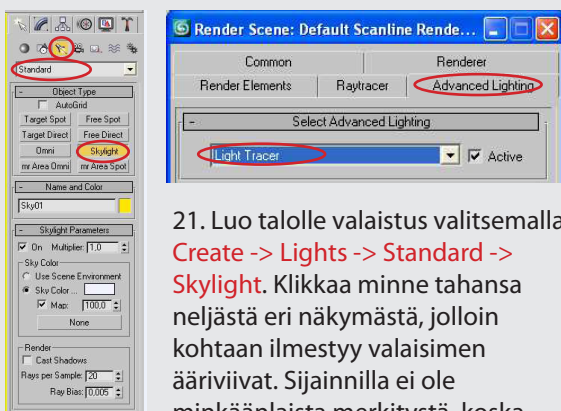 Standard
- Object Type
AutoGrid
Target Spot Free Spot
Target Direct Free Direct
Omni Skylight
mr Area Omni mr Area Spot
- Name and Color
Sky01
- Skylight Parameters
On Multiplier: 1,0
Sky Color
Use Scene Environment
Sky Color ...
Map: 100,0
None
Render
Cast Shadows
Rays per Sample: 20
Ray Bias: 0,005
Render Scene: Default Scanline Rende...
Common Renderer
Render Elements Raytracer Advanced Lighting
- Select Advanced Lighting
Light Tracer Active
21. Luo talolle valaistus valitsemalla
Create -> Lights -> Standard ->
Skylight. Klikkaa minne tahansa
neljästä eri näkymästä, jolloin
kohtaan ilmestyy valaisimen
ääriviivat. Sijainnilla ei ole
minkäänlaista merkitystä, koska